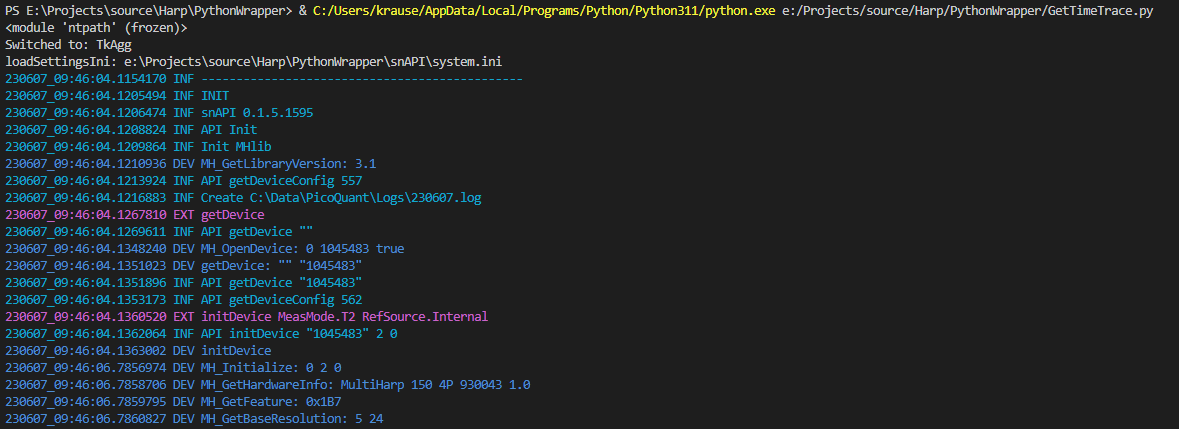 PS E:\Projects\source\Harp\PythonWrapper> & C:/Users/krause/AppData/Local/Programs/Python/Python311/python.exe e:/Projects/source/Harp/PythonWrapper/GetTimeTrace.py
<module 'ntpath' (frozen)>
Switched to: TkAgg
loadSettingsIni: e:\Projects\source\Harp\PythonWrapper\snAPI\system.ini
230607_09:46:04.1154170 INF -----------------------------------------------
230607_09:46:04.1205494 INF INIT
230607_09:46:04.1206474 INF snAPI 0.1.5.1595
230607_09:46:04.1208824 INF API Init
230607_09:46:04.1209864 INF Init MHlib
230607_09:46:04.1210936 DEV MH_GetLibraryVersion: 3.1
230607_09:46:04.1213924 INF API getDeviceConfig 557
230607_09:46:04.1216883 INF Create C:\Data\PicoQuant\Logs\230607.log
230607_09:46:04.1267810 EXT getDevice
230607_09:46:04.1269611 INF API getDevice ""
230607_09:46:04.1348240 DEV MH_OpenDevice: 0 1045483 true
230607_09:46:04.1351023 DEV getDevice: "" "1045483"
230607_09:46:04.1351896 INF API getDevice "1045483"
230607_09:46:04.1353173 INF API getDeviceConfig 562
230607_09:46:04.1360520 EXT initDevice MeasMode.T2 RefSource.Internal
230607_09:46:04.1362064 INF API initDevice "1045483" 2 0
230607_09:46:04.1363002 DEV initDevice
230607_09:46:06.7856974 DEV MH_Initialize: 0 2 0
230607_09:46:06.7858706 DEV MH_GetHardwareInfo: MultiHarp 150 4P 930043 1.0
230607_09:46:06.7859795 DEV MH_GetFeature: 0x1B7
230607_09:46:06.7860827 DEV MH_GetBaseResolution: 5 24